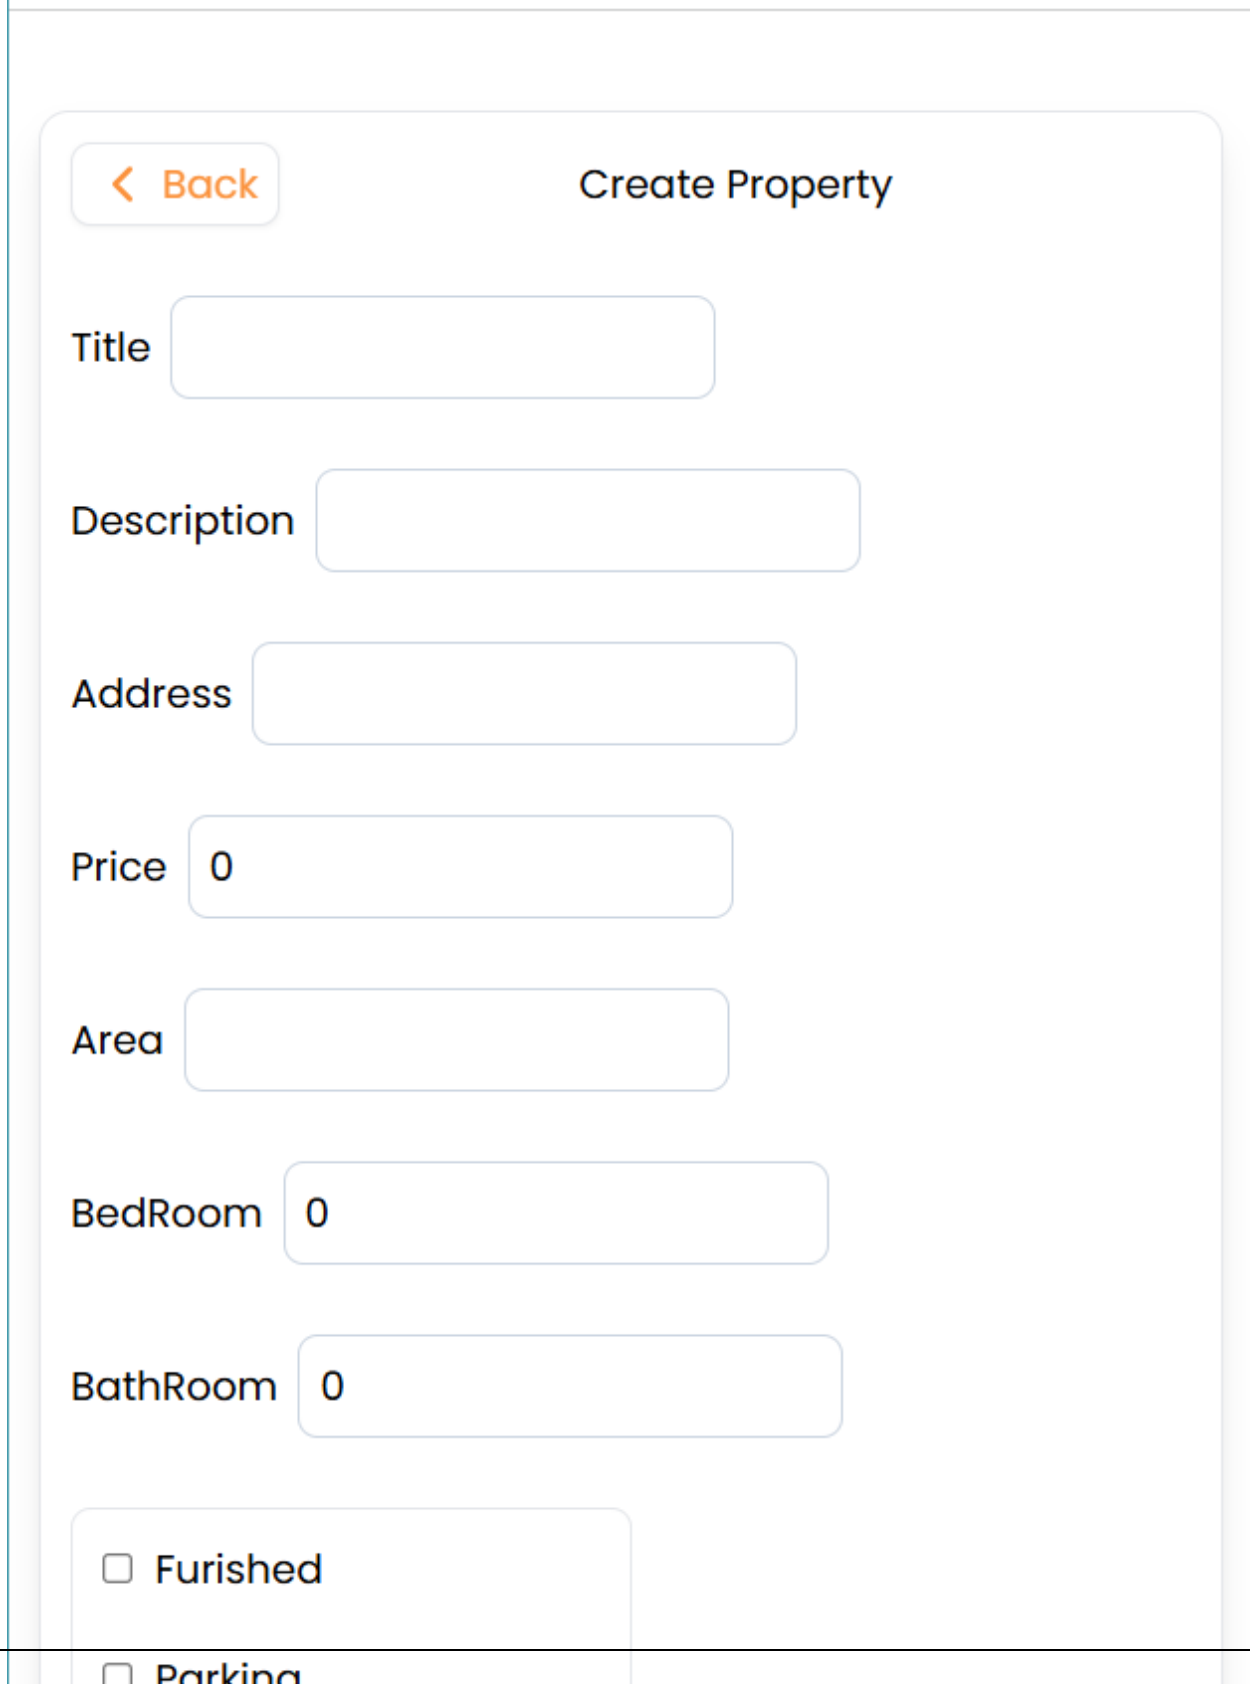 Back
Create Property
Title
Description
Address
Price 0
Area
BedRoom 0
BathRoom 0
Furished
Parking